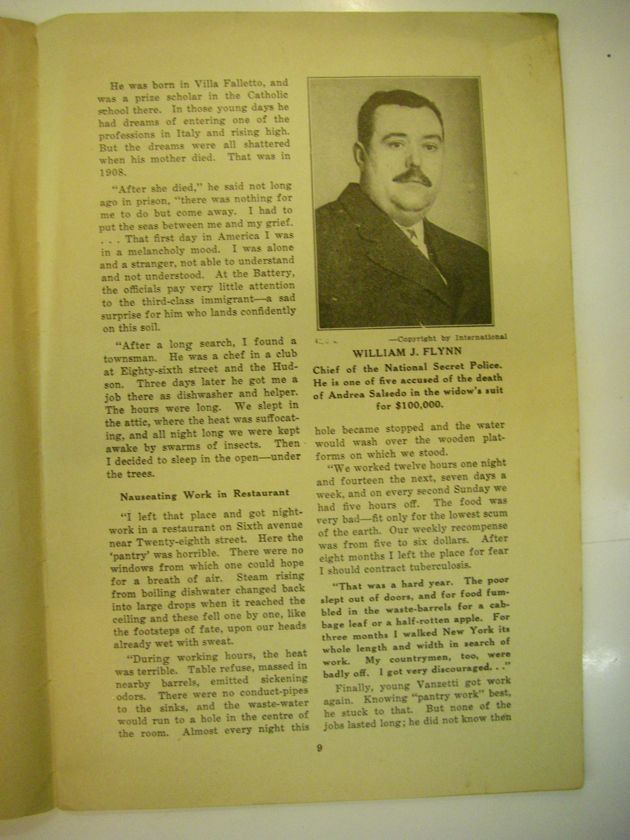 He was born in Villa Falletto, and
was a prize scholar in the Catholic
school there. In those young days he
had dreams of entering one of the
professions in Italy and rising high.
But the dreams were all shattered
when his mother died. That was in
1908.
"After she died," he said not long
ago in prison, "there was nothing for
me to do but come away. I had to
put the seas between me and my grief.
. . . That first day in America I was
in a melancholy mood. I was alone
and a stranger, not able to understand
and not understood. At the Battery,
the officials pay very little attention
to the third-class immigrant—a sad
surprise for him who lands confidently
on this soil.
"After a long search, I found a
townsman. He was a chef in a club
at Eighty-sixth street and the Hud-
son. Three days later he got me a
job there as dishwasher and helper.
The hours were long. We slept in
the attic, where the heat was suffocat-
ing, and all night long we were kept
awake by swarms of insects. Then
I decided to sleep in the open—under
the trees.
Nauseating Work in Restaurant
"I left that place and got night-
work in a restaurant on Sixth avenue
near Twenty-eighth street. Here the
'pantry' was horrible. There were no
windows from which one could hope
for a breath of air. Steam rising
from boiling dishwater changed back
into large drops when it reached the
ceiling and these fell one by one, like
the footsteps of fate, upon our heads
already wet with sweat.
"During working hours, the heat
was terrible. Table refuse, massed in
nearby barrels, emitted sickening
odors. There were no conduct-pipes
to the sinks, and the waste-water
would run to a hole in the centre of
the room. Almost every night this
—Copyright by International
WILLIAM J. FLYNN
Chief of the National Secret Police.
He is one of five accused of the death
of Andrea Salsedo in the widow's suit
for $100,000.
hole became stopped and the water
would wash over the wooden plat-
forms on which we stood.
"We worked twelve hours one night
and fourteen the next, seven days a
week, and on every second Sunday we
had five hours off. The food was
very bad—fit only for the lowest scum
of the earth. Our weekly recompense
was from five to six dollars. After
eight months I left the place for fear
I should contract tuberculosis.
"That was a hard year. The poor
slept out of doors, and for food fum-
bled in the waste-barrels for a cab-
bage leaf or a half-rotten apple. For
three months I walked New York its
whole length and width in search of
work. My countrymen, too, were
badly off. I got very discouraged. . ."
Finally, young Vanzetti got work
again. Knowing "pantry work" best,
he stuck to that. But none of the
jobs lasted long; he did not know then
9